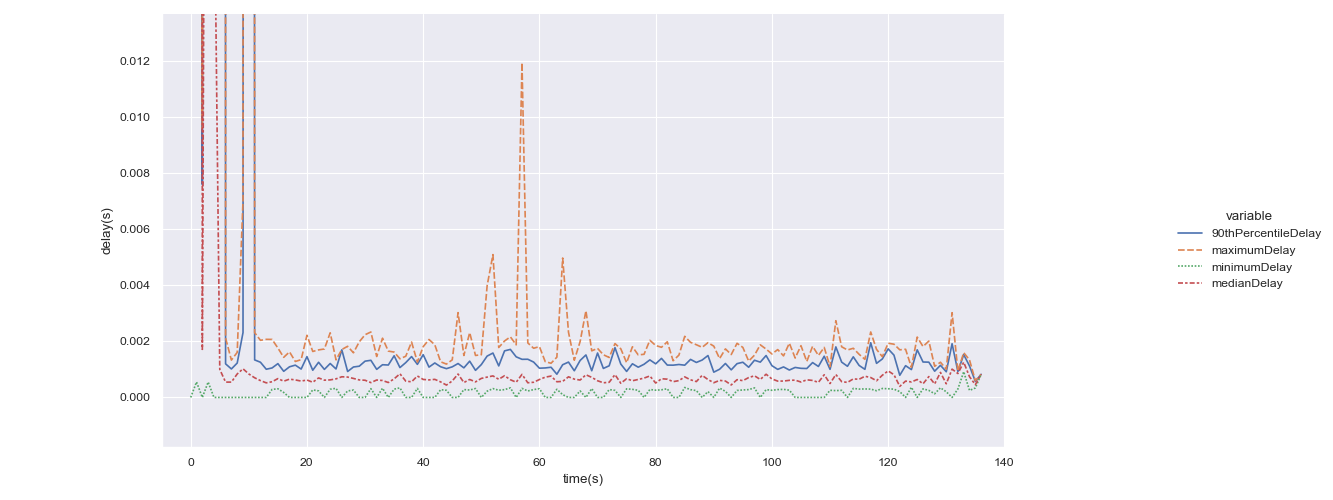 0.012
0.010
0.008
0.006
0.004
0.002
0.000
delay(s)
0 20 40 60 80 100 120 140
time(s)
variable
90thPercentileDelay
maximumDelay
minimumDelay
medianDelay